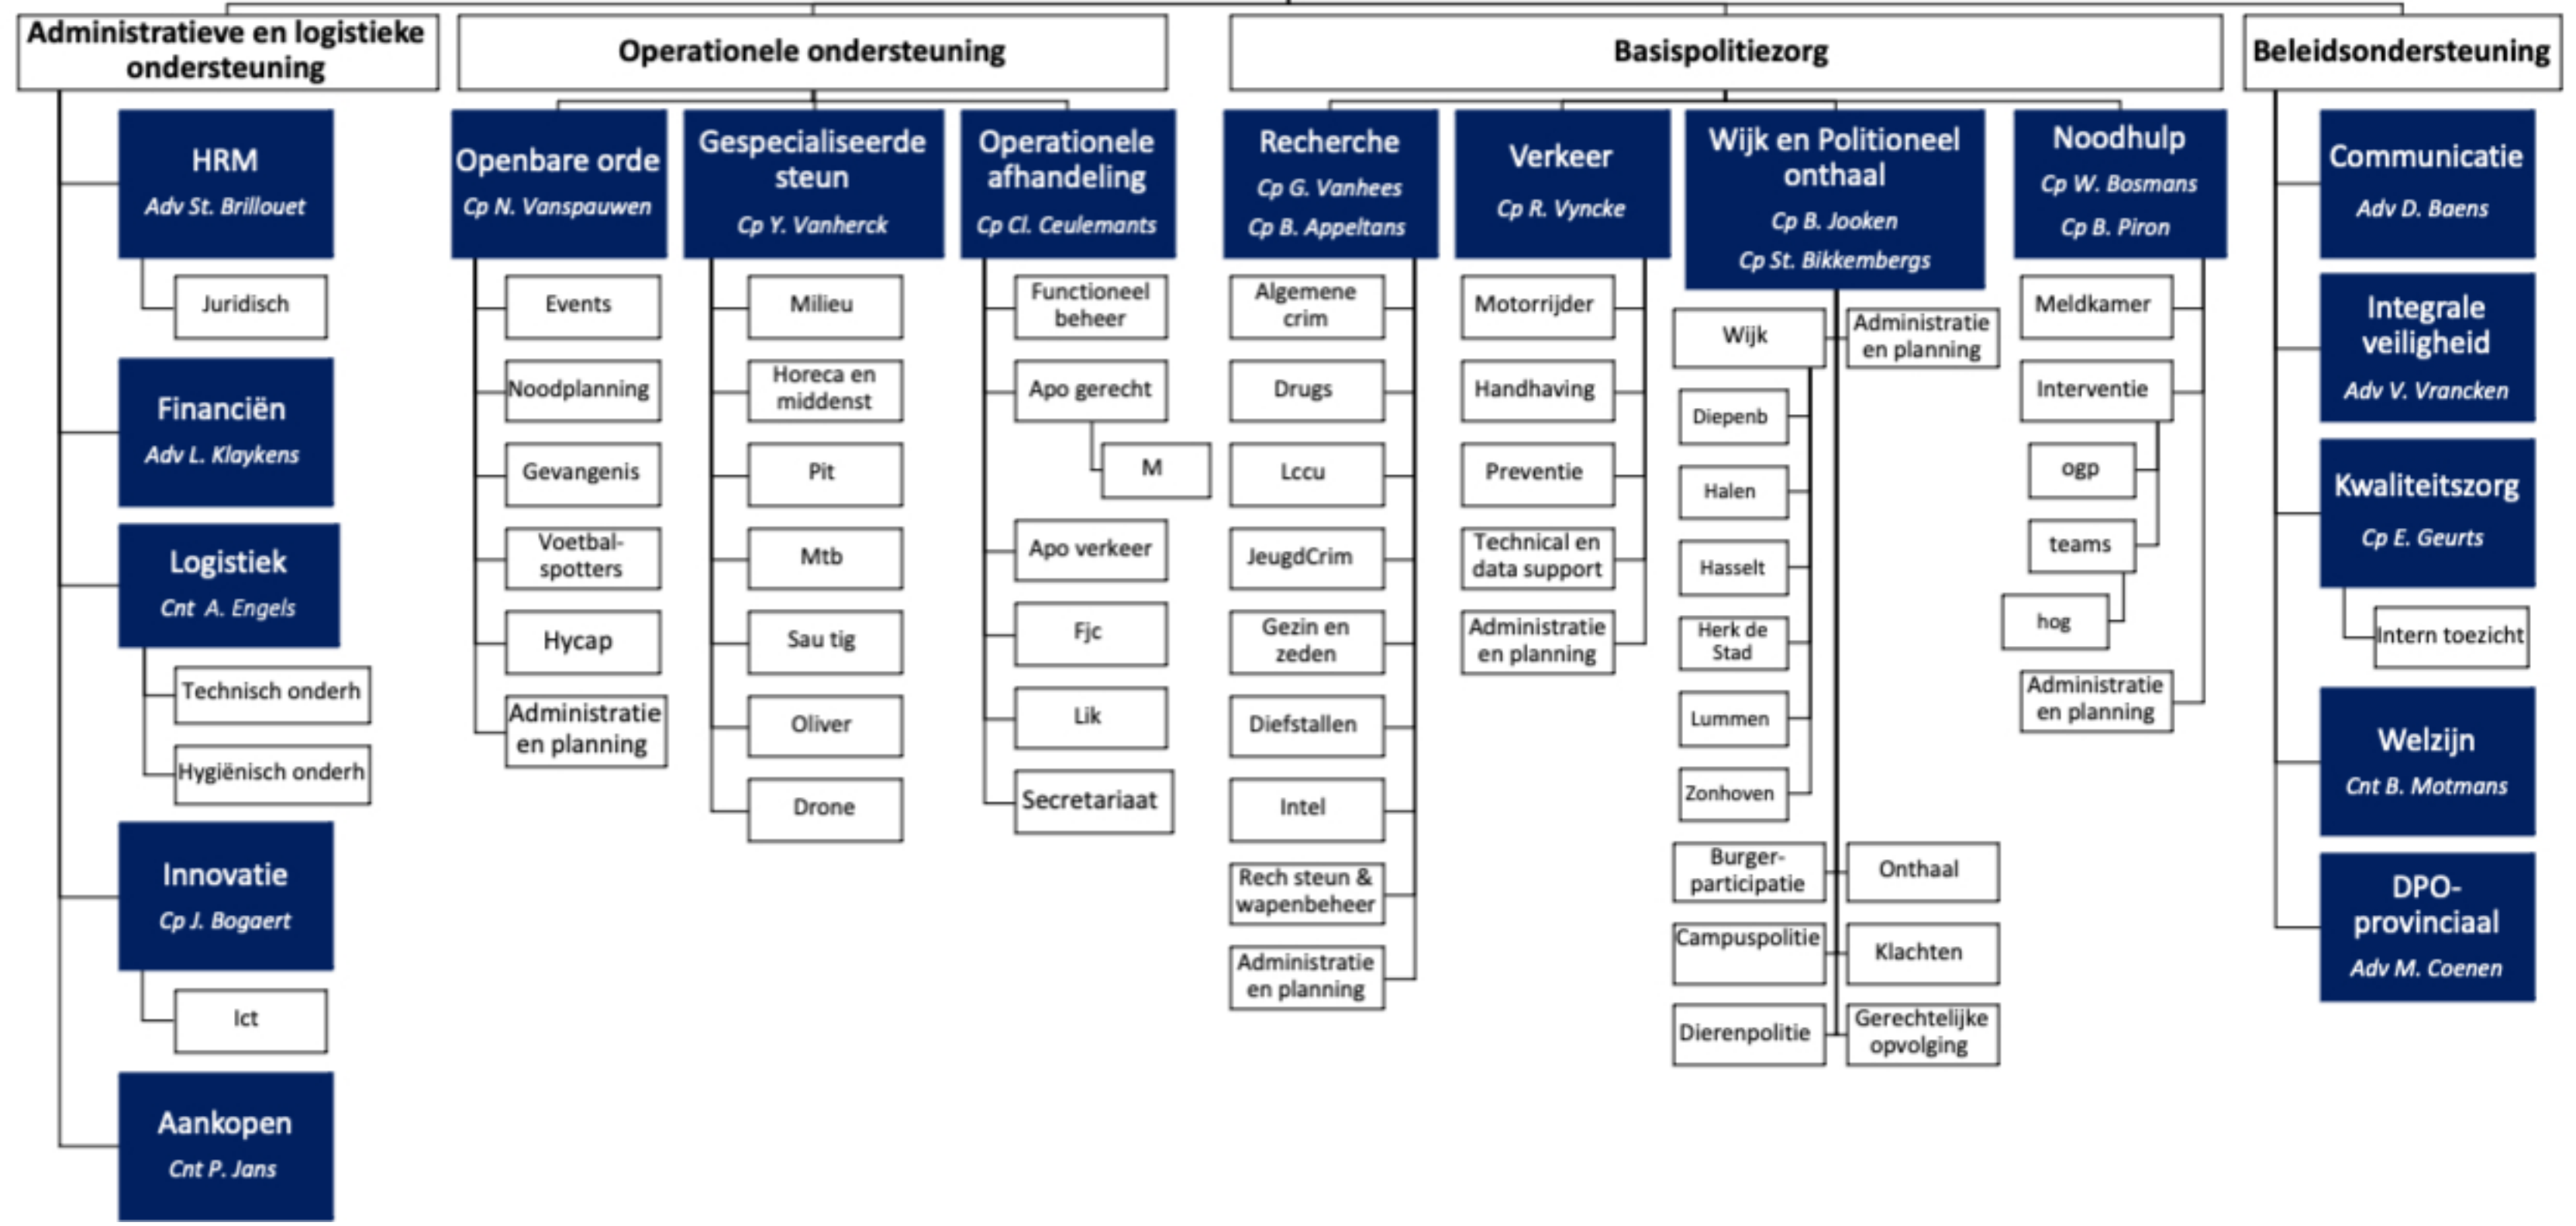 Administratieve en logistieke
ondersteuning
HRM
Adv St. Brillouet
Juridisch
Financiën
Adv L. Klaykens
Logistiek
Cnt A. Engels
Technisch onderh
Hygiënisch onderh
Innovatie
Cp J. Bogaert
Ict
Aankopen
Cnt P. Jans
Operationele ondersteuning
Openbare orde
Cp N. Vanspauwen
Events
Noodplanning
Gevangenis
Voetbal-
spotters
Hycap
Administratie
en planning
Gespecialiseerde
steun
Cp Y. Vanherck
Milieu
Horeca en
middenst
Pit
Mtb
Sau tig
Oliver
Drone
Operationele
afhandeling
Cp Cl. Ceulemants
Functioneel
beheer
Apo gerecht
M
Apo verkeer
Fjc
Lik
Secretariaat
Basispolitiezorg
Recherche
Cp G. Vanhees
Cp B. Appeltans
Algemene
crim
Drugs
Lccu
JeugdCrim
Gezin en
zeden
Diefstallen
Intel
Rech steun &
wapenbeheer
Administratie
en planning
Verkeer
Cp R. Vyncke
Motorrijder
Handhaving
Preventie
Technical en
data support
Administratie
en planning
Wijk en Politioneel
onthaal
Cp B. Jooken
Cp St. Bikkembergs
Wijk
Administratie
en planning
Diepenb
Halen
Hasselt
Herk de
Stad
Lummen
Zonhoven
Burger-
participatie
Onthaal
Campuspolitie
Klachten
Dierenpolitie
Gerechtelijke
opvolging
Noodhulp
Cp W. Bosmans
Cp B. Piron
Meldkamer
Interventie
ogp
teams
hog
Administratie
en planning
Beleidsondersteuning
Communicatie
Adv D. Baens
Integrale
veiligheid
Adv V. Vrancken
Kwaliteitszorg
Cp E. Geurts
Intern toezicht
Welzijn
Cnt B. Motmans
DPO-
provinciaal
Adv M. Coenen